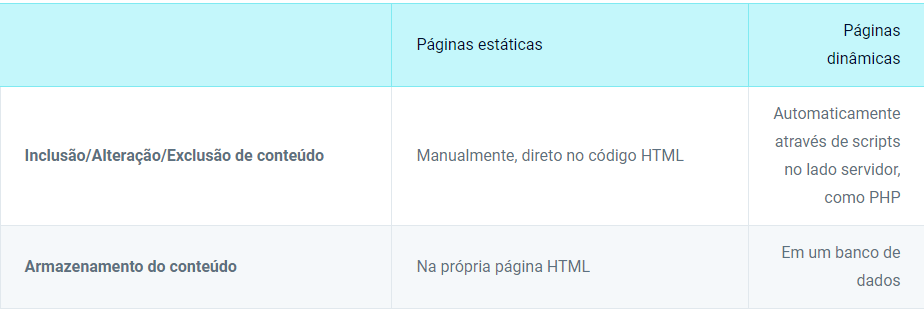 Páginas estáticas
Páginas
dinâmicas
Inclusão/Alteração/Exclusão de conteúdo
Manualmente, direto no código HTML
Automaticamente
através de scripts
no lado servidor,
como PHP
Armazenamento do conteúdo
Na própria página HTML
Em um banco de
dados